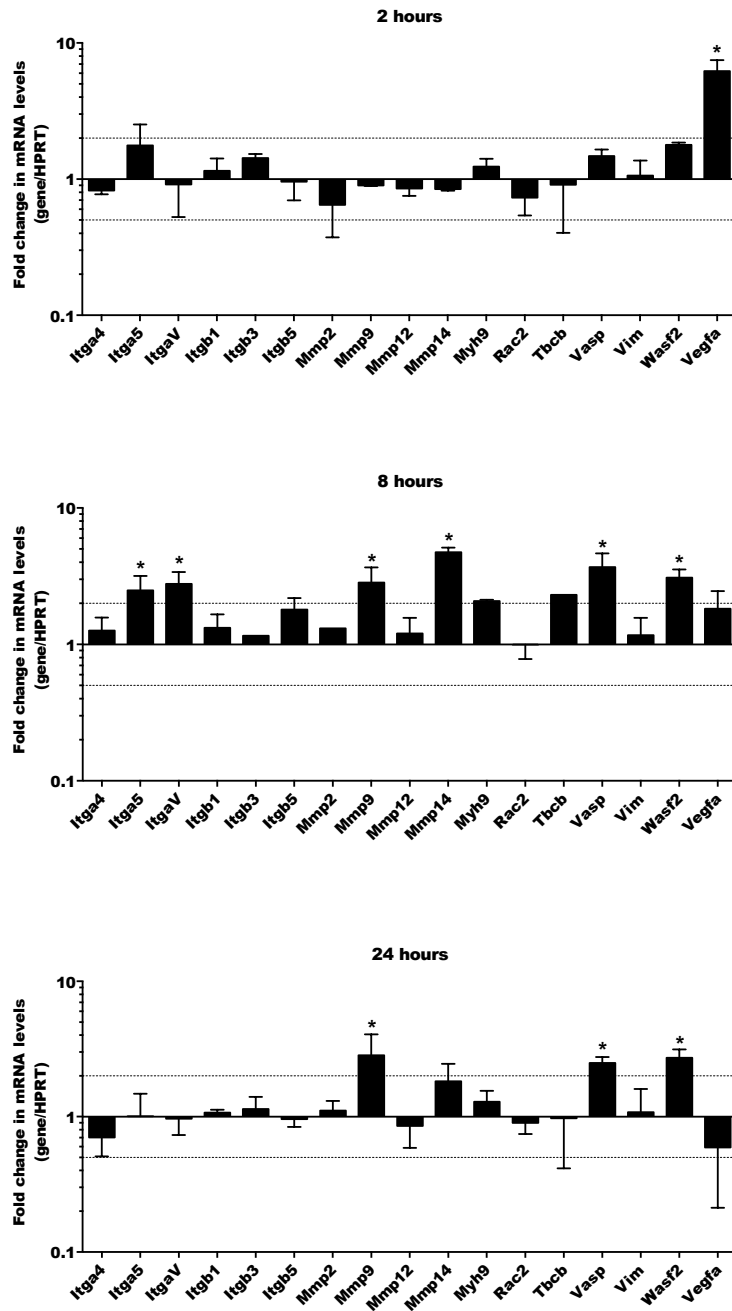 2 hours
Fold change in mRNA levels
(gene/HPRT)
10
1
0.1
*
Itga4
Itga5
ItgaV
Itgb1
Itgb3
Itgb5
Mmp2
Mmp9
Mmp12
Mmp14
Myh9
Rac2
Tbcb
Vasp
Vim
Wasf2
Vegfa
8 hours
Fold change in mRNA levels
(gene/HPRT)
10
1
0.1
* * * * * *
Itga4
Itga5
ItgaV
Itgb1
Itgb3
Itgb5
Mmp2
Mmp9
Mmp12
Mmp14
Myh9
Rac2
Tbcb
Vasp
Vim
Wasf2
Vegfa
24 hours
Fold change in mRNA levels
(gene/HPRT)
10
1
0.1
* * *
Itga4
Itga5
ItgaV
Itgb1
Itgb3
Itgb5
Mmp2
Mmp9
Mmp12
Mmp14
Myh9
Rac2
Tbcb
Vasp
Vim
Wasf2
Vegfa